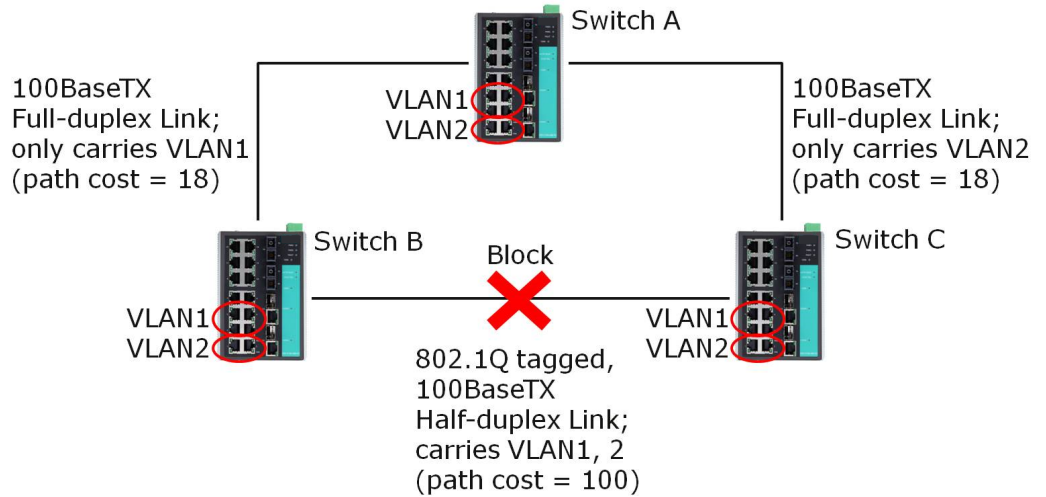 Switch A
100BaseTX
Full-duplex Link;
only carries VLAN1
(path cost = 18)
VLAN1
VLAN2
100BaseTX
Full-duplex Link;
only carries VLAN2
(path cost = 18)
Switch B
Block
Switch C
VLAN1
VLAN2
VLAN1
VLAN2
802.1Q tagged,
100BaseTX
Half-duplex Link;
carries VLAN1, 2
(path cost = 100)